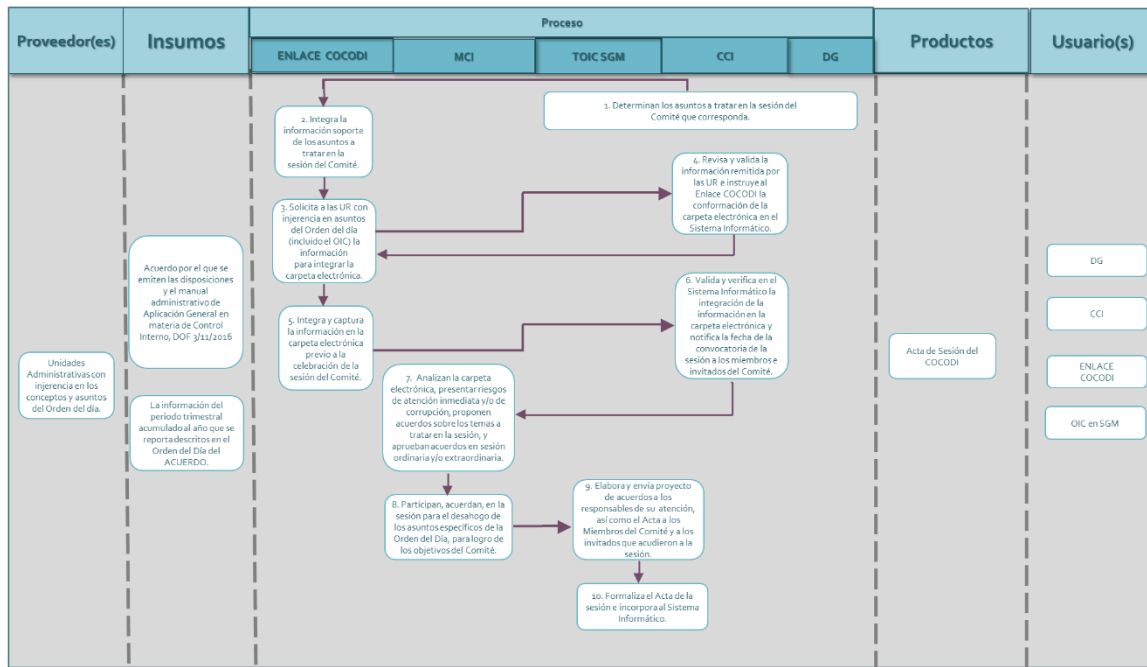 Proveedor(es)
Insumos
Proceso
ENLACE COCODI
MCI
TOIC SGM
CCI
DG
Productos
Usuario(s)
Unidades
Administrativas con
injerencia en los
conceptos y asuntos
del Orden del día.
Acuerdo por el que se
emiten las disposiciones
y el manual
administrativo de
Aplicación General en
materia de Control
Interno, DOF 3/11/2016
La información del
periodo trimestral
acumulado al año que se
reporta descritos en el
Orden del Día del
ACUERDO.
1. Determinan los asuntos a tratar en la sesión del
Comité que corresponda.
2. Integra la
información soporte
de los asuntos a
tratar en la
sesión del Comité.
3. Solicita a las UR con
injerencia en asuntos
del Orden del día
(incluido el OIC) la
información
para integrar la
carpeta electrónica.
4. Revisa y valida la
información remitida
por las UR e instruye al
Enlace COCODI la
conformación de la
carpeta electrónica en el
Sistema Informático.
5. Integra y captura
la información en la
carpeta electrónica
previo a la
celebración de la
sesión del Comité.
6. Valida y verifica en el
Sistema Informático la
integración de la
información en la
carpeta electrónica y
notifica la fecha de la
convocatoria de la
sesión a los miembros e
invitados del Comité.
7. Analizan la carpeta
electrónica, presentar riesgos
de atención inmediata y/o de
corrupción, proponen
acuerdos sobre los temas a
tratar en la sesión, y
aprueban acuerdos en sesión
ordinaria y/o extraordinaria.
8. Participan, acuerdan, en la
sesión para el desahogo de
los asuntos específicos de la
Orden del Día, para logro de
los objetivos del Comité.
9. Elabora y envía proyecto
de acuerdos a los
responsables de su atención,
así como el Acta a los
Miembros del Comité y a los
invitados que acudieron a la
sesión.
10. Formaliza el Acta de la
sesión e incorpora al Sistema
Informático.
Acta de Sesión del
COCODI
DG
CCI
ENLACE
COCODI
OIC en SGM